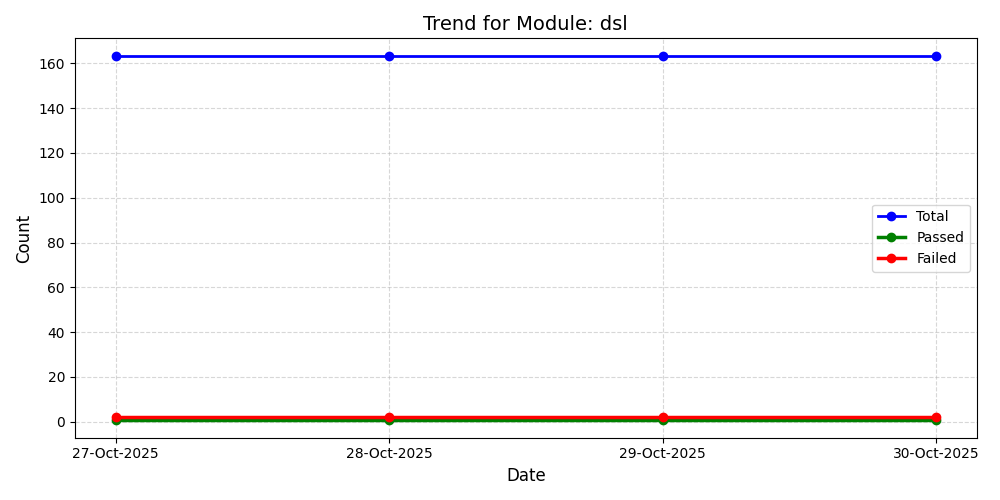 Trend for Module: dsl
160
140
120
100
80
60
40
20
0
Count
Total
Passed
Failed
27-Oct-2025
28-Oct-2025
29-Oct-2025
30-Oct-2025
Date